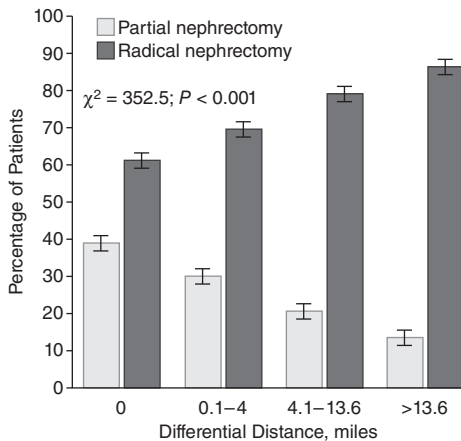 100
90
80
70
60
50
40
30
20
10
0
Percentage of Patients
Partial nephrectomy
Radical nephrectomy
χ² = 352.5; P < 0.001
0 0.1–4 4.1–13.6 >13.6
Differential Distance, miles